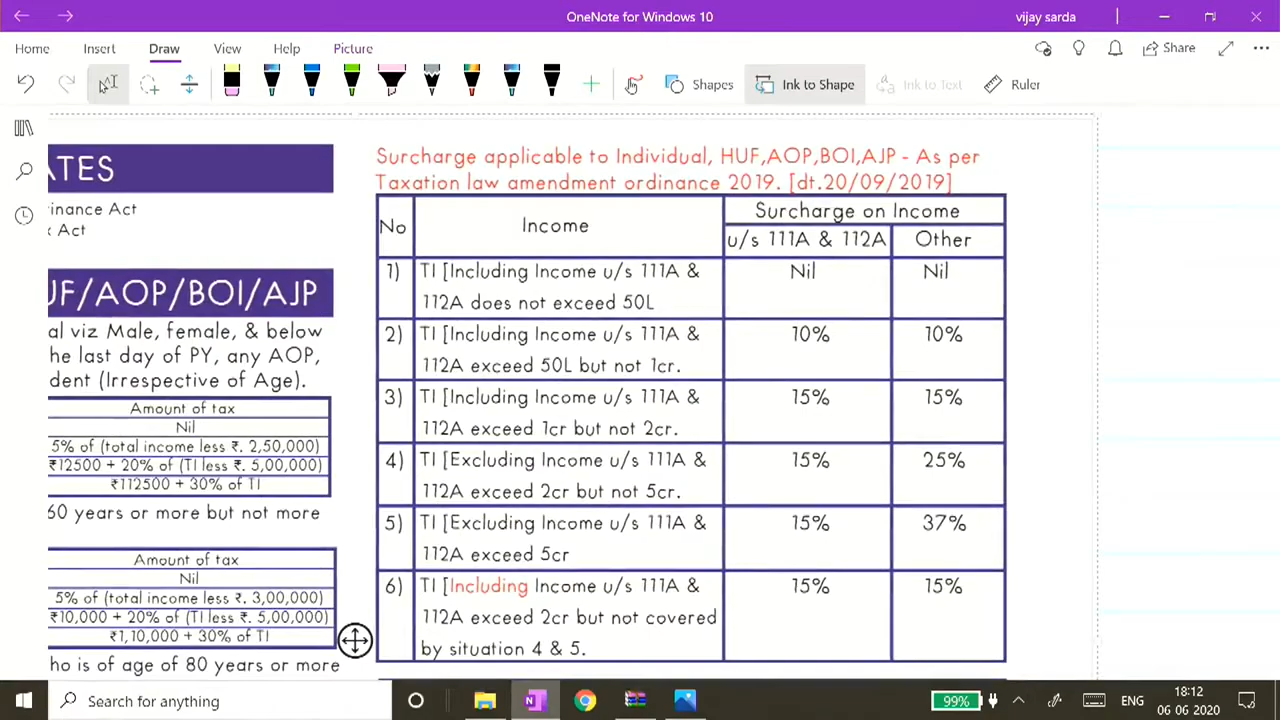 OneNote for Windows 10
vijay sarda
Home Insert Draw View Help Picture
Share
Shapes Ink to Shape Ink to Text Ruler
ATES
inance Act
x Act
UF/AOP/BOI/AJP
al viz Male, female, & below
he last day of PY, any AOP,
dent (Irrespective of Age).
Amount of tax
Nil
5% of (total income less ₹. 2,50,000)
₹12500 + 20% of (TI less ₹. 5,00,000)
₹112500 + 30% of TI
60 years or more but not more
Amount of tax
Nil
5% of (total income less ₹. 3,00,000)
₹10,000 + 20% of (TI less ₹. 5,00,000)
₹1,10,000 + 30% of TI
ho is of age of 80 years or more
Surcharge applicable to Individual, HUF,AOP,BOI,AJP - As per
Taxation law amendment ordinance 2019. [dt.20/09/2019]
No Income Surcharge on Income
u/s 111A & 112A Other
1) TI [Including Income u/s 111A & Nil Nil
112A does not exceed 50L
2) TI [Including Income u/s 111A & 10% 10%
112A exceed 50L but not 1cr.
3) TI [Including Income u/s 111A & 15% 15%
112A exceed 1cr but not 2cr.
4) TI [Excluding Income u/s 111A & 15% 25%
112A exceed 2cr but not 5cr.
5) TI [Excluding Income u/s 111A & 15% 37%
112A exceed 5cr
6) TI [Including Income u/s 111A & 15% 15%
112A exceed 2cr but not covered
by situation 4 & 5.
Search for anything
99%
ENG
18:12
06-06-2020